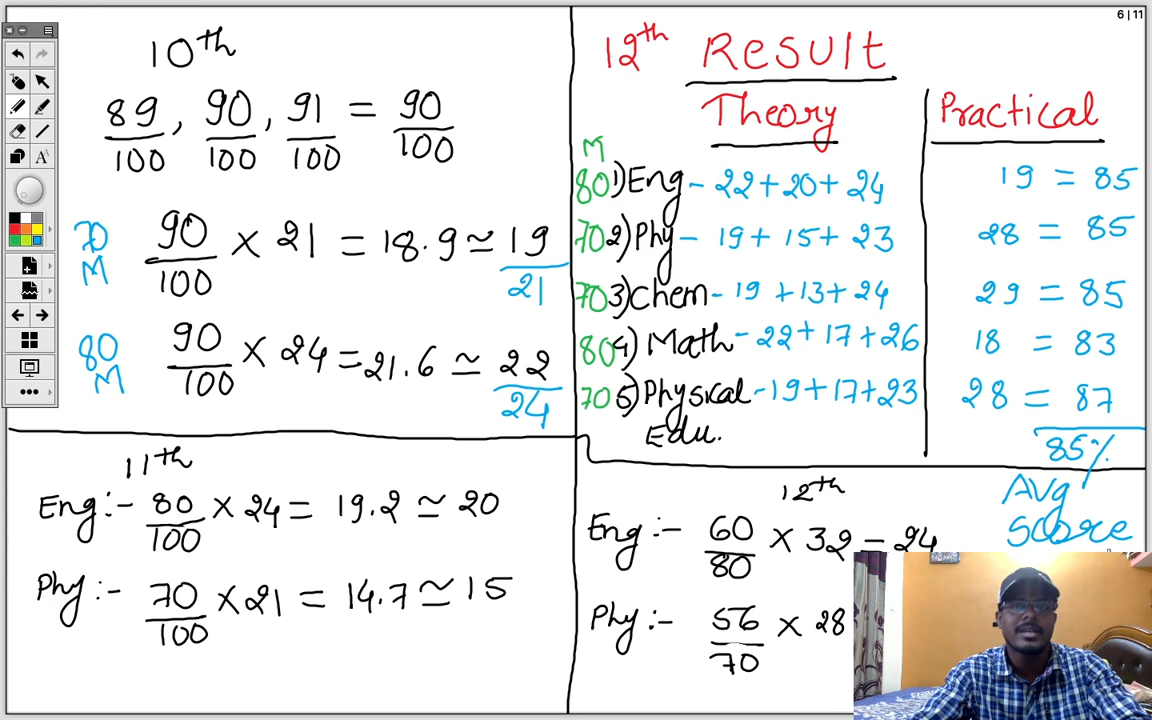 6 | 11
10th
89/100, 90/100, 91/100 = 90/100
70 M 90/100 × 21 = 18.9 ≃ 19/21
80 M 90/100 × 24 = 21.6 ≃ 22/24
12th Result
Theory Practical
M
80 1) Eng - 22+20+24 19 = 85
70 2) Phy - 19+15+23 28 = 85
70 3) Chem - 19+13+24 29 = 85
80 4) Math - 22+17+26 18 = 83
70 5) Physical - 19+17+23 28 = 87
Edu. 85%
Avg
Score
11th
Eng :- 80/100 × 24 = 19.2 ≃ 20
Phy :- 70/100 × 21 = 14.7 ≃ 15
12th
Eng :- 60/80 × 32 = 24
Phy :- 56/70 × 28